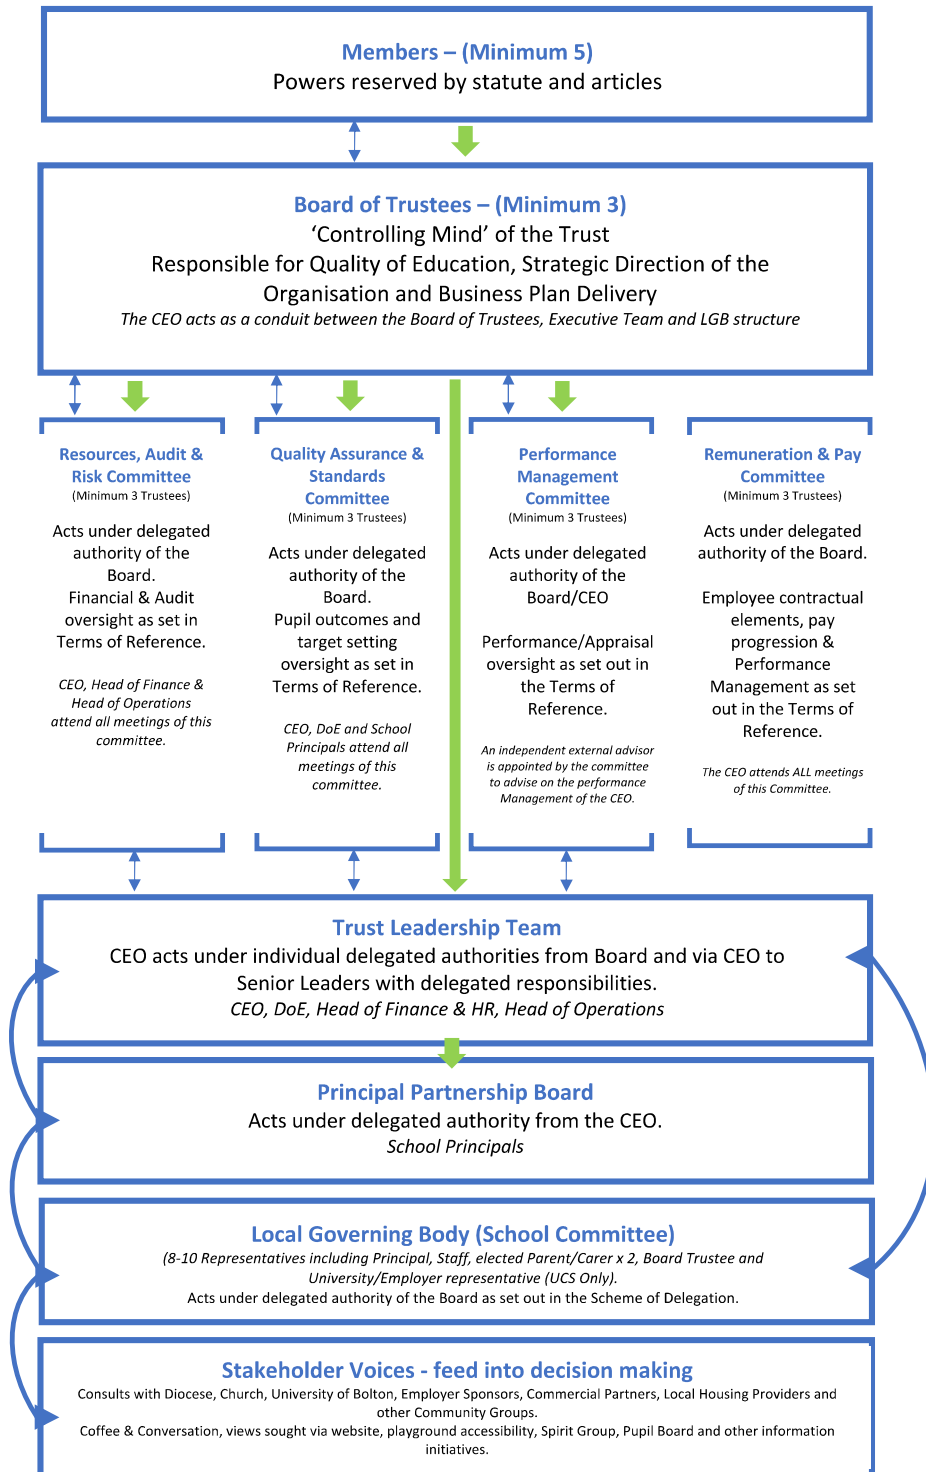 Members – (Minimum 5)
Powers reserved by statute and articles
Board of Trustees – (Minimum 3)
‘Controlling Mind’ of the Trust
Responsible for Quality of Education, Strategic Direction of the
Organisation and Business Plan Delivery
The CEO acts as a conduit between the Board of Trustees, Executive Team and LGB structure
Resources, Audit &
Risk Committee
(Minimum 3 Trustees)
Acts under delegated
authority of the
Board.
Financial & Audit
oversight as set in
Terms of Reference.
CEO, Head of Finance &
Head of Operations
attend all meetings of this
committee.
Quality Assurance &
Standards
Committee
(Minimum 3 Trustees)
Acts under delegated
authority of the
Board.
Pupil outcomes and
target setting
oversight as set in
Terms of Reference.
CEO, DoE and School
Principals attend all
meetings of this
committee.
Performance
Management
Committee
(Minimum 3 Trustees)
Acts under delegated
authority of the
Board/CEO
Performance/Appraisal
oversight as set out in
the Terms of
Reference.
An independent external advisor
is appointed by the committee
to advise on the performance
Management of the CEO.
Remuneration & Pay
Committee
(Minimum 3 Trustees)
Acts under delegated
authority of the Board.
Employee contractual
elements, pay
progression &
Performance
Management as set
out in the Terms of
Reference.
The CEO attends ALL meetings
of this Committee.
Trust Leadership Team
CEO acts under individual delegated authorities from Board and via CEO to
Senior Leaders with delegated responsibilities.
CEO, DoE, Head of Finance & HR, Head of Operations
Principal Partnership Board
Acts under delegated authority from the CEO.
School Principals
Local Governing Body (School Committee)
(8-10 Representatives including Principal, Staff, elected Parent/Carer x 2, Board Trustee and
University/Employer representative (UCS Only).
Acts under delegated authority of the Board as set out in the Scheme of Delegation.
Stakeholder Voices - feed into decision making
Consults with Diocese, Church, University of Bolton, Employer Sponsors, Commercial Partners, Local Housing Providers and
other Community Groups.
Coffee & Conversation, views sought via website, playground accessibility, Spirit Group, Pupil Board and other information
initiatives.